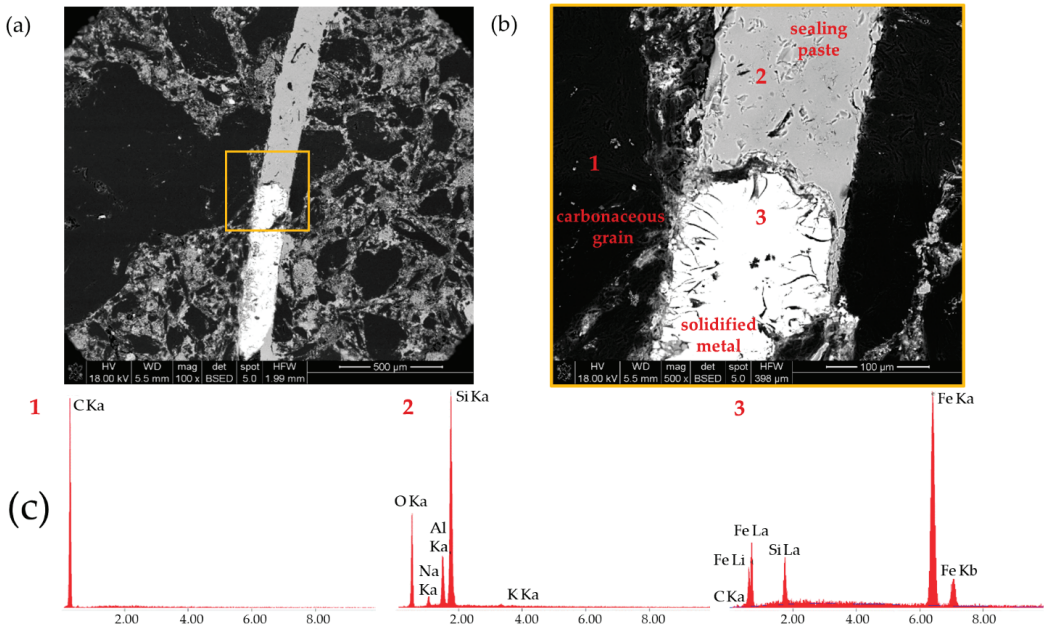 (a)
HV WD mag det spot HFW
18.00 kV 5.5 mm 100 x BSED 5.0 1.99 mm
500 µm
(b)
sealing
paste
2
1
3
carbonaceous
grain
solidified
metal
HV WD mag det spot HFW
18.00 kV 5.5 mm 500 x BSED 5.0 398 µm
100 µm
(c)
1
C Ka
2.00 4.00 6.00 8.00
2
Si Ka
O Ka
Al
Ka
Na
Ka
K Ka
2.00 4.00 6.00 8.00
3
Fe Ka
Fe La
Si La
Fe Li
Fe Kb
C Ka
2.00 4.00 6.00 8.00